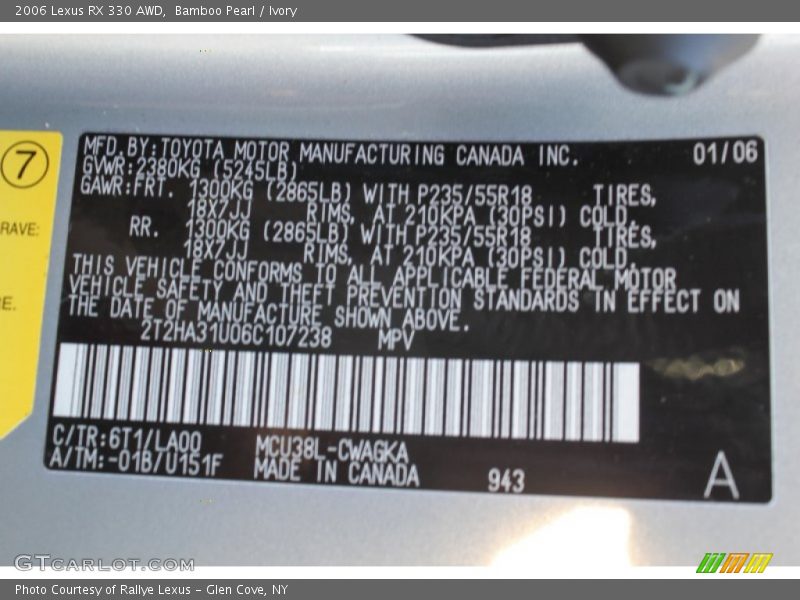 2006 Lexus RX 330 AWD,  Bamboo Pearl / Ivory
7
RAVE:
E.
MFD. BY: TOYOTA MOTOR MANUFACTURING CANADA INC. 01/06
GVWR: 2380KG (5245LB)
GAWR: FRT. 1300KG (2865LB) WITH P235/55R18 TIRES,
18X7JJ RIMS, AT 210KPA (30PSI) COLD,
RR. 1300KG (2865LB) WITH P235/55R18 TIRES,
18X7JJ RIMS, AT 210KPA (30PSI) COLD.
THIS VEHICLE CONFORMS TO ALL APPLICABLE FEDERAL MOTOR
VEHICLE SAFETY AND THEFT PREVENTION STANDARDS IN EFFECT ON
THE DATE OF MANUFACTURE SHOWN ABOVE.
2T2HA31U06C107238 MPV
C/TR: 6T1/LA00 MCU38L-CWAGKA
A/TM: -01B/U151F MADE IN CANADA 943 A
GTCARLOT.COM
Photo Courtesy of Rallye Lexus - Glen Cove, NY